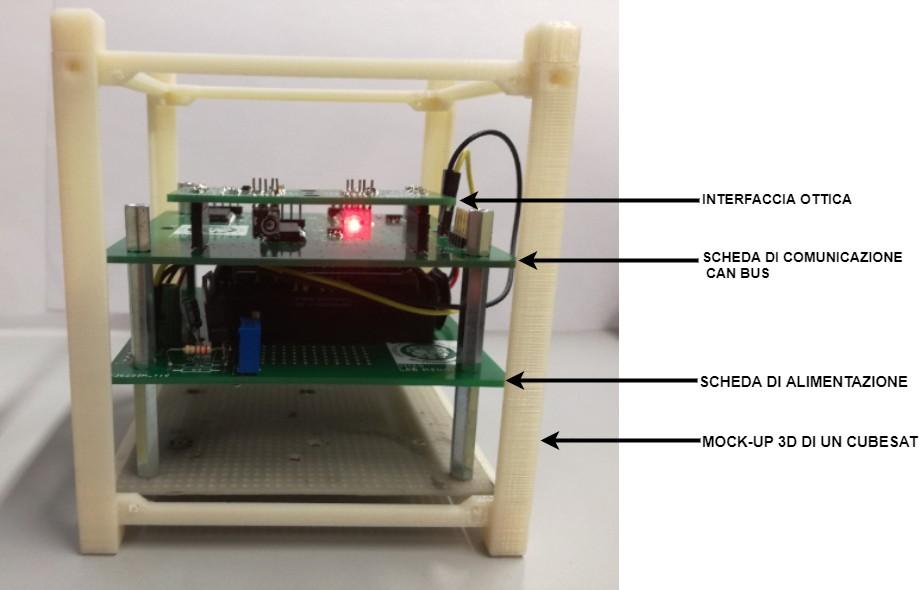 INTERFACCIA OTTICA
SCHEDA DI COMUNICAZIONE
CAN BUS
SCHEDA DI ALIMENTAZIONE
MOCK-UP 3D DI UN CUBESAT